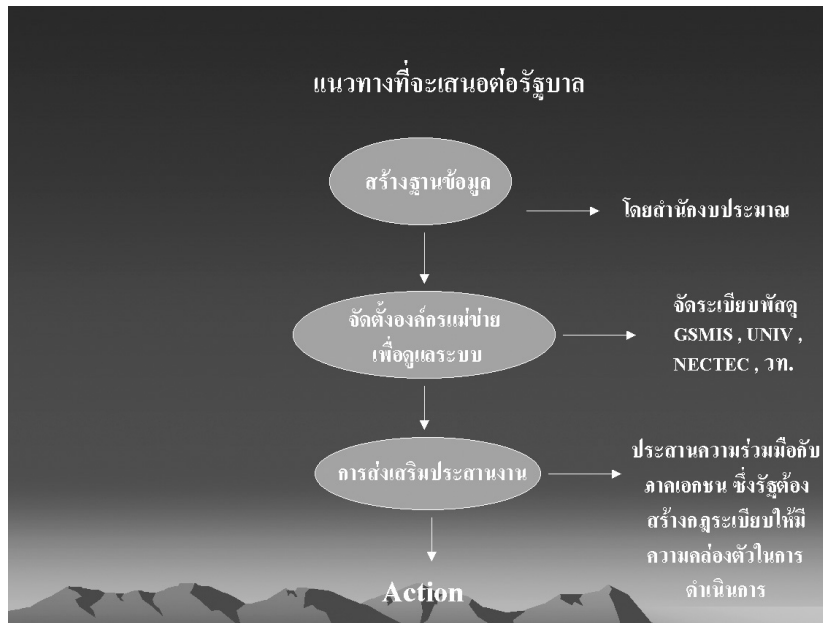 แนวทางที่จะเสนอต่อรัฐบาล
สร้างฐานข้อมูล
โดยสำนักงบประมาณ
จัดตั้งองค์กรแม่ข่าย
เพื่อดูแลระบบ
จัดระเบียบพัสดุ
GSMIS , UNIV ,
NECTEC , วท.
การส่งเสริมประสานงาน
ประสานความร่วมมือกับ
ภาคเอกชน ซึ่งรัฐต้อง
สร้างกฎระเบียบให้มี
ความคล่องตัวในการ
ดำเนินการ
Action